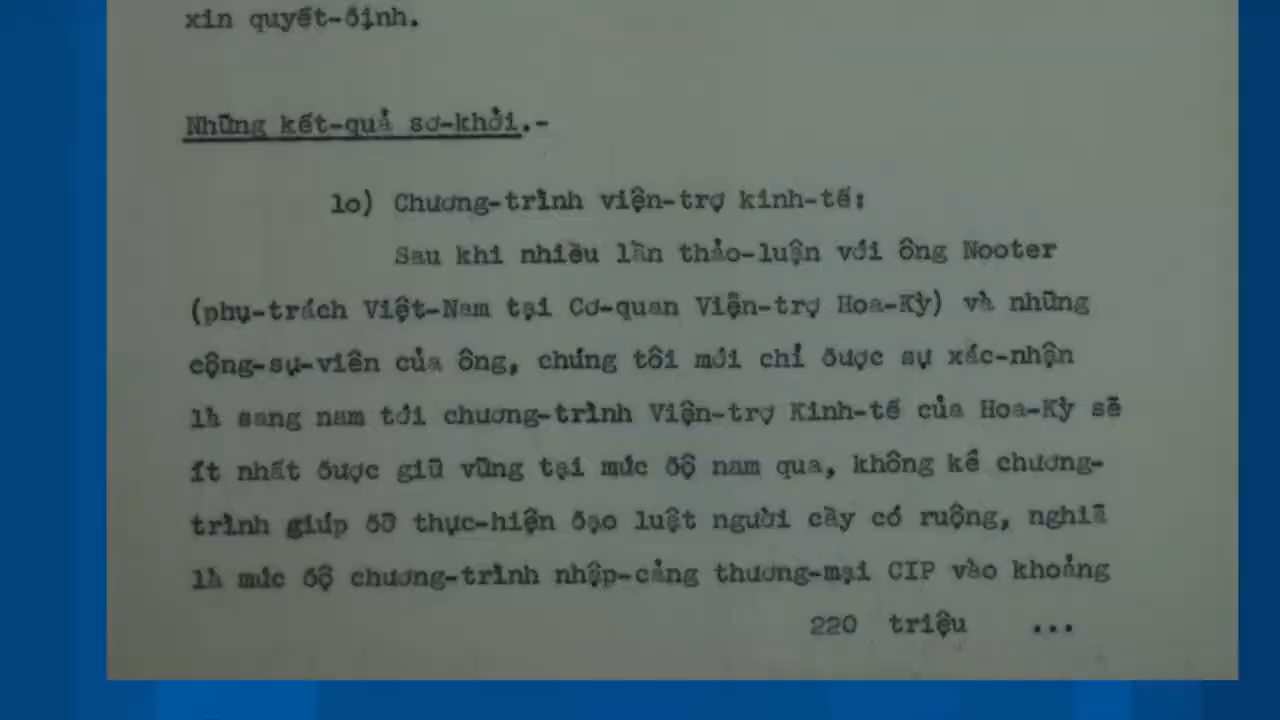 xin quyết-định.
Những kết-quả sơ-khởi.-
1o) Chương-trình viện-trợ kinh-tế:
Sau khi nhiều lần thảo-luận với ông Nooter
(phụ-trách Việt-Nam tại Cơ-quan Viện-trợ Hoa-Kỳ) và những
cộng-sự-viên của ông, chúng tôi mới chỉ được sự xác-nhận
là sang nam tới chương-trình Viện-trợ Kinh-tế của Hoa-Kỳ sẽ
ít nhất được giữ vững tại mức độ nam qua, không kể chương-
trình giúp đỡ thực-hiện đạo luật người cầy có ruộng, nghiã
là mức độ chương-trình nhập-cảng thương-mại CIP vào khoảng
220 triệu ...